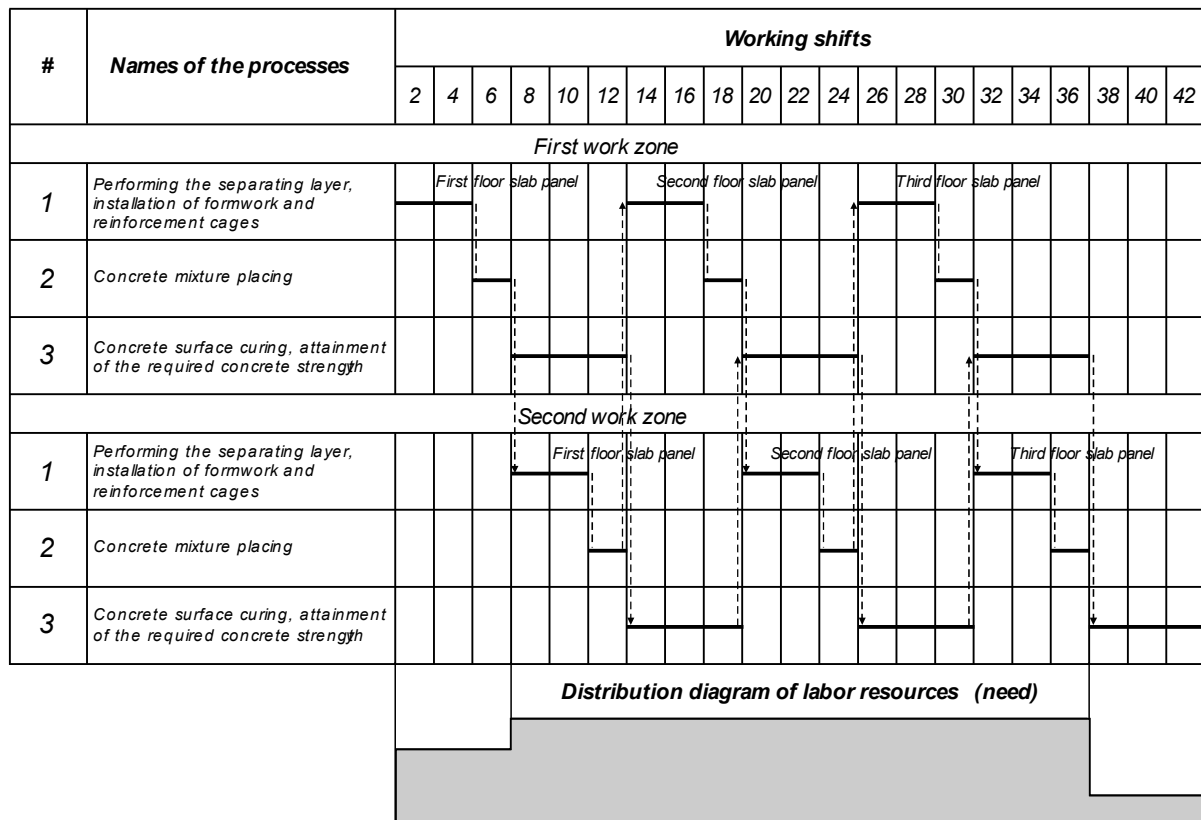 #
Names of the processes
Working shifts
2 4 6 8 10 12 14 16 18 20 22 24 26 28 30 32 34 36 38 40 42
First work zone
1
Performing the separating layer,
installation of formwork and
reinforcement cages
First floor slab panel
Second floor slab panel
Third floor slab panel
2
Concrete mixture placing
3
Concrete surface curing, attainment
of the required concrete strength
Second work zone
1
Performing the separating layer,
installation of formwork and
reinforcement cages
First floor slab panel
Second floor slab panel
Third floor slab panel
2
Concrete mixture placing
3
Concrete surface curing, attainment
of the required concrete strength
Distribution diagram of labor resources (need)